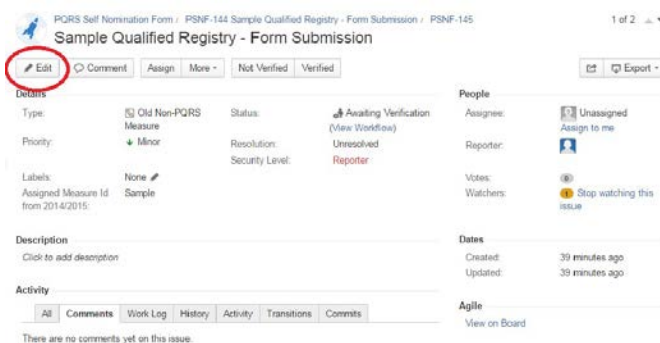 PQRS Self Nomination Form / PSNF-144 Sample Qualified Registry - Form Submission / PSNF-145
1 of 2
Sample Qualified Registry - Form Submission
Edit Comment Assign More Not Verified Verified Export
Details
Type: Old Non-PQRS Measure
Status: Awaiting Verification
(View Workflow)
Priority: Minor
Resolution: Unresolved
Security Level: Reporter
Labels: None
Assigned Measure Id from 2014/2015: Sample
Description
Click to add description
Activity
All Comments Work Log History Activity Transitions Commits
There are no comments yet on this issue.
People
Assignee: Unassigned
Assign to me
Reporter:
Votes: 0
Watchers: 1 Stop watching this issue
Dates
Created: 39 minutes ago
Updated: 39 minutes ago
Agile
View on Board